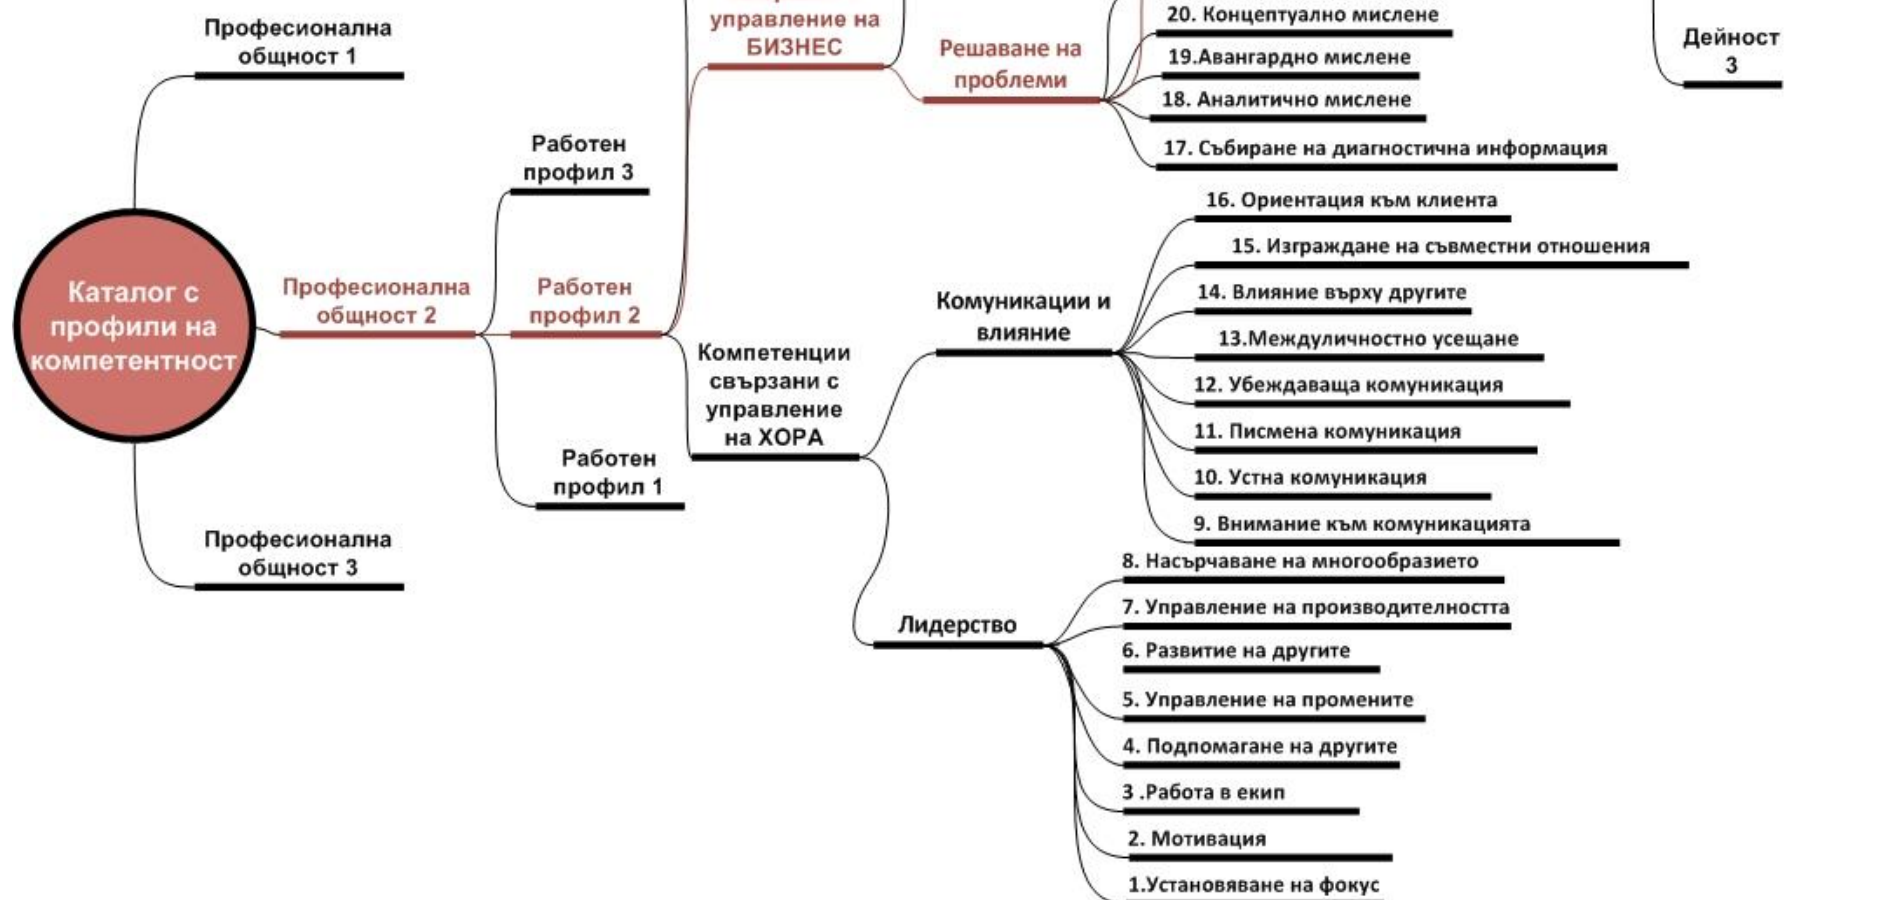 Професионална
общност 1
управление на
БИЗНЕС
Решаване на
проблеми
20. Концептуално мислене
19.Авангардно мислене
18. Аналитично мислене
17. Събиране на диагностична информация
Дейност
3
Работен
профил 3
Каталог с
профили на
компетентност
Професионална
общност 2
Работен
профил 2
Работен
профил 1
Професионална
общност 3
Компетенции
свързани с
управление
на ХОРА
Комуникации и
влияние
16. Ориентация към клиента
15. Изграждане на съвместни отношения
14. Влияние върху другите
13.Междуличностно усещане
12. Убеждаваща комуникация
11. Писмена комуникация
10. Устна комуникация
9. Внимание към комуникацията
Лидерство
8. Насърчаване на многообразието
7. Управление на производителността
6. Развитие на другите
5. Управление на промените
4. Подпомагане на другите
3 .Работа в екип
2. Мотивация
1.Установяване на фокус